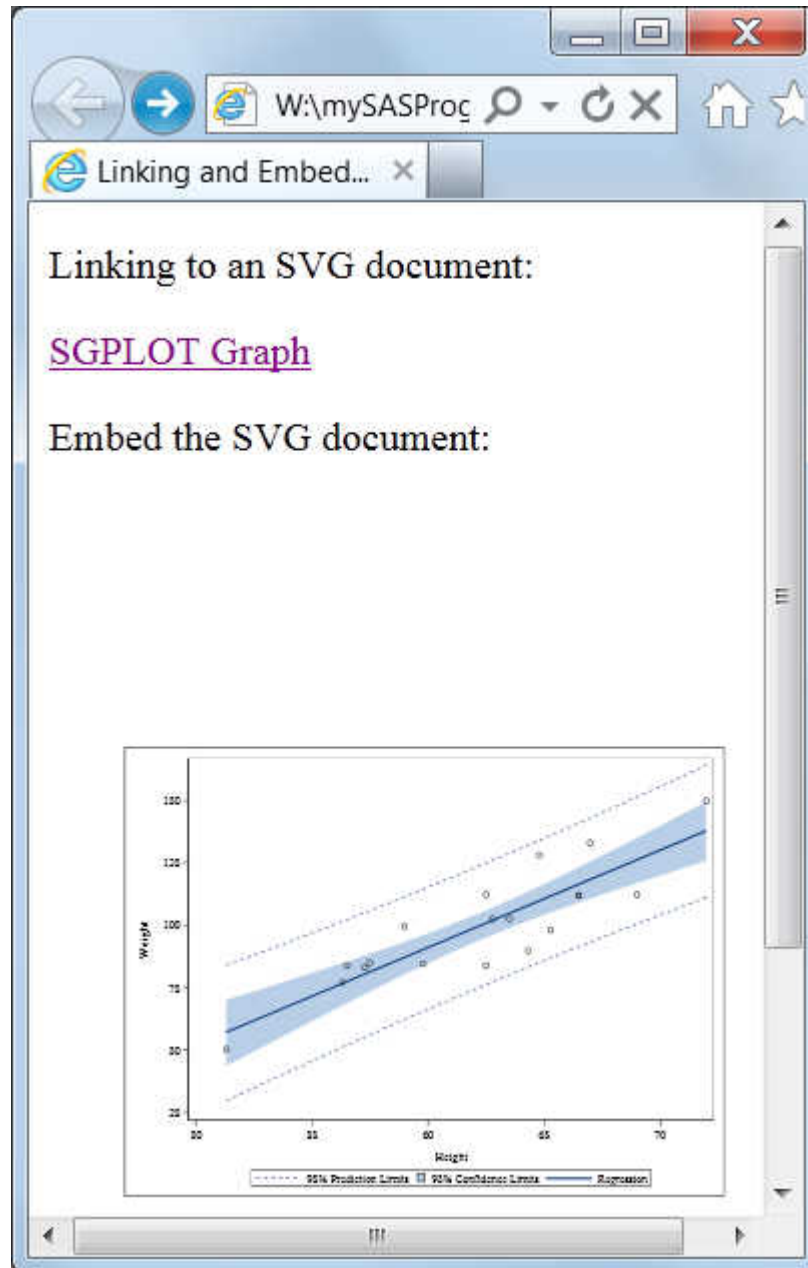 W:\mySASProg
Linking and Embed...
Linking to an SVG document:
SGPLOT Graph
Embed the SVG document:
150
125
100
75
50
25
Weight
50 55 60 65 70
Height
95% Prediction Limits 95% Confidence Limits Regression